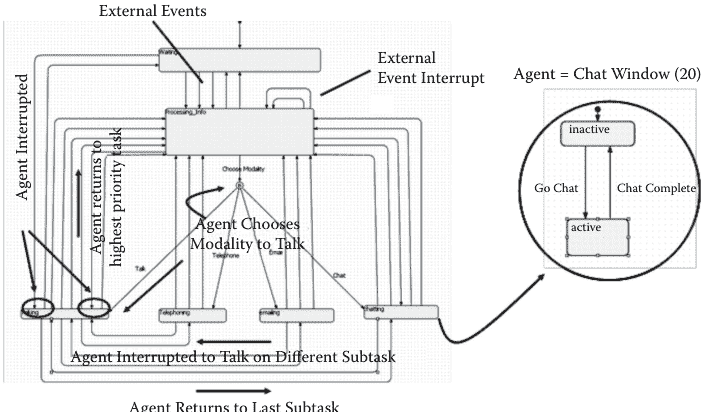 External Events
External
Event Interrupt
Agent = Chat Window (20)
Waiting
Agent Interrupted
Processing_Info
Agent returns to
highest priority task
Choose Modality
Agent Chooses
Modality to Talk
Talk
Telephone
Email
Chat
Telephoning
Emailing
Chatting
Agent Interrupted to Talk on Different Subtask
Agent Returns to Last Subtask
inactive
Go Chat
Chat Complete
active